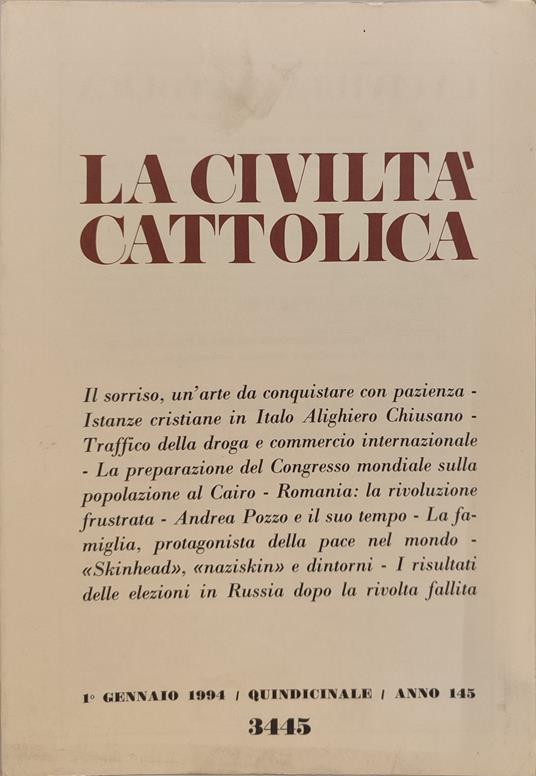 LA CIVILTÀ
CATTOLICA
Il sorriso, un'arte da conquistare con pazienza -
Istanze cristiane in Italo Alighiero Chiusano -
Traffico della droga e commercio internazionale
- La preparazione del Congresso mondiale sulla
popolazione al Cairo - Romania: la rivoluzione
frustrata - Andrea Pozzo e il suo tempo - La fa-
miglia, protagonista della pace nel mondo -
«Skinhead», «naziskin» e dintorni - I risultati
delle elezioni in Russia dopo la rivolta fallita
1° GENNAIO 1994 / QUINDICINALE / ANNO 145
3445